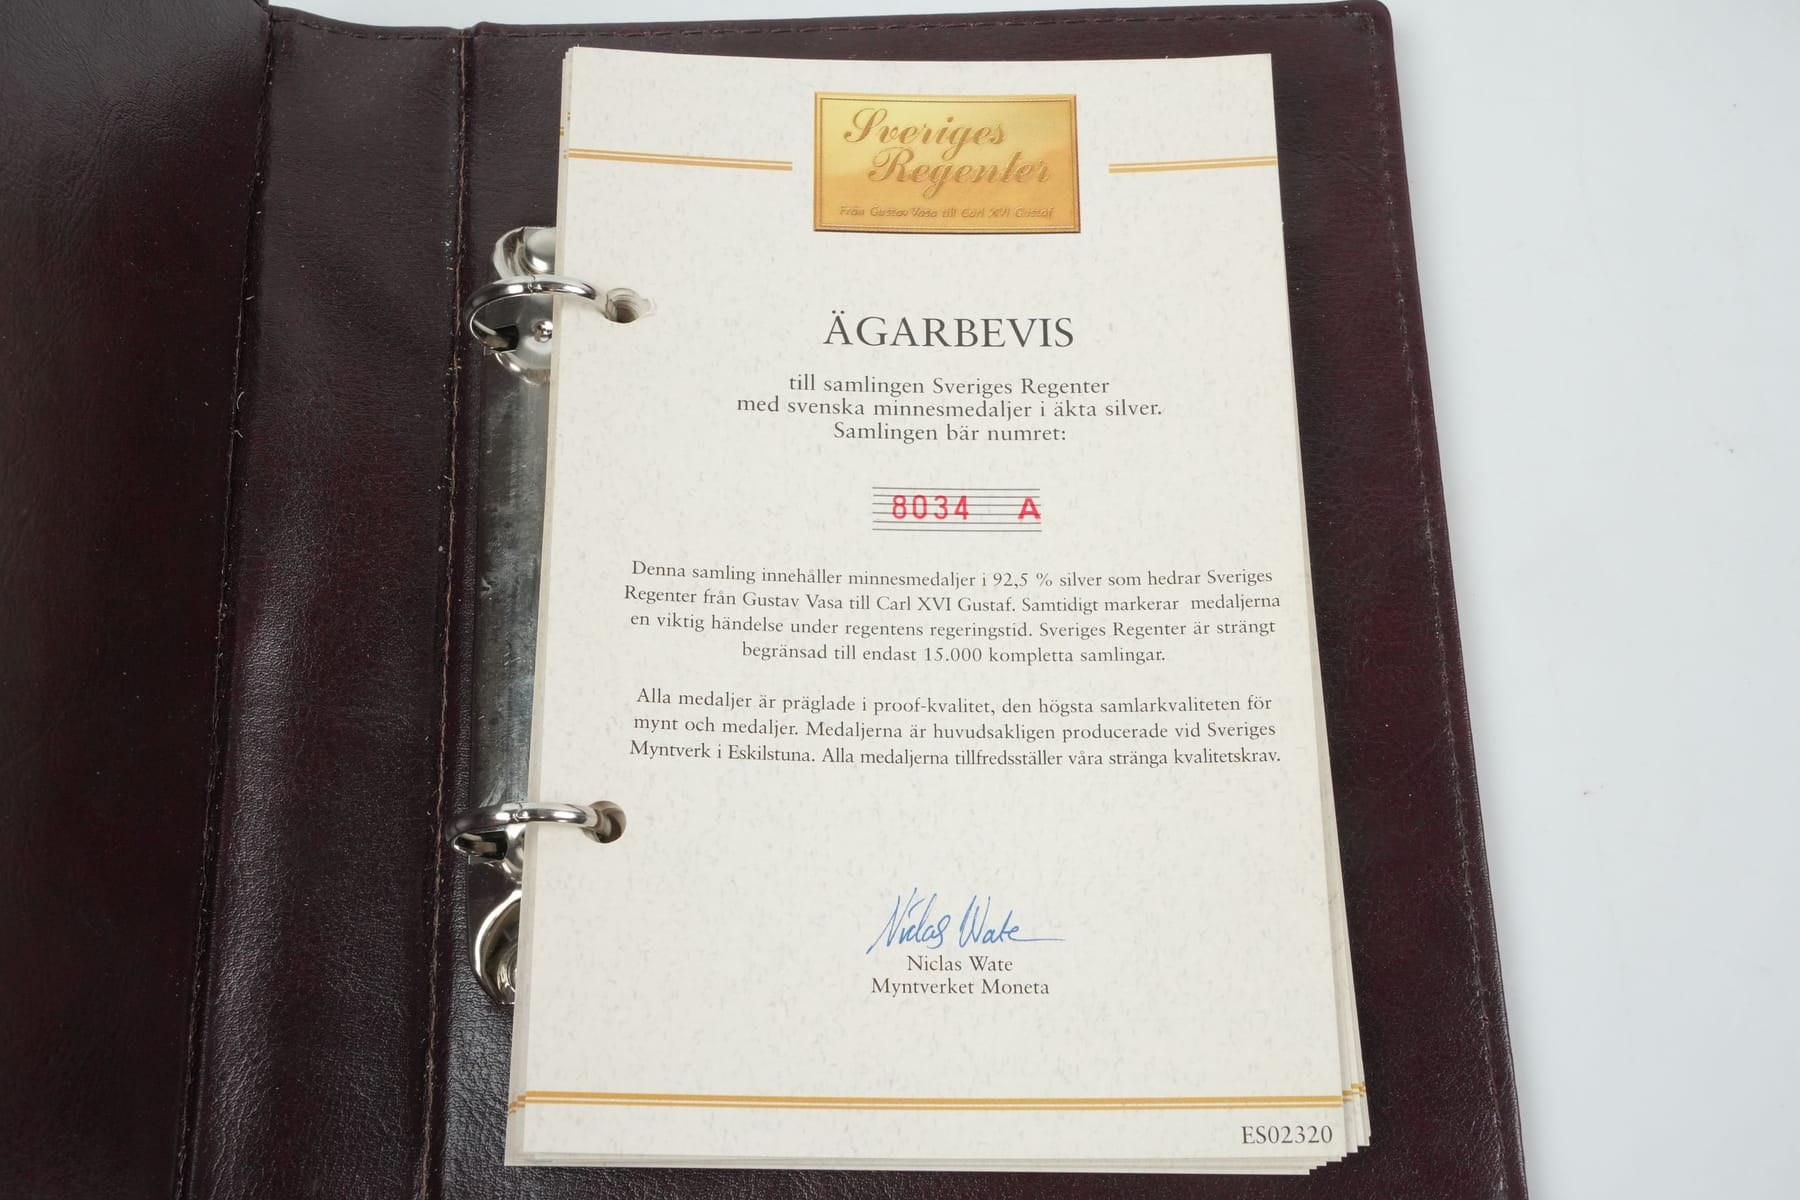 Sveriges
Regenter
Från Gustav Vasa till Carl XVI Gustaf
ÄGARBEVIS
till samlingen Sveriges Regenter
med svenska minnesmedaljer i äkta silver.
Samlingen bär numret:
8034 A
Denna samling innehåller minnesmedaljer i 92,5 % silver som hedrar Sveriges
Regenter från Gustav Vasa till Carl XVI Gustaf. Samtidigt markerar medaljerna
en viktig händelse under regentens regeringstid. Sveriges Regenter är strängt
begränsad till endast 15.000 kompletta samlingar.
Alla medaljer är präglade i proof-kvalitet, den högsta samlarkvaliteten för
mynt och medaljer. Medaljerna är huvudsakligen producerade vid Sveriges
Myntverk i Eskilstuna. Alla medaljerna tillfredsställer våra stränga kvalitetskrav.
Niclas Wate
Niclas Wate
Myntverket Moneta
ES02320